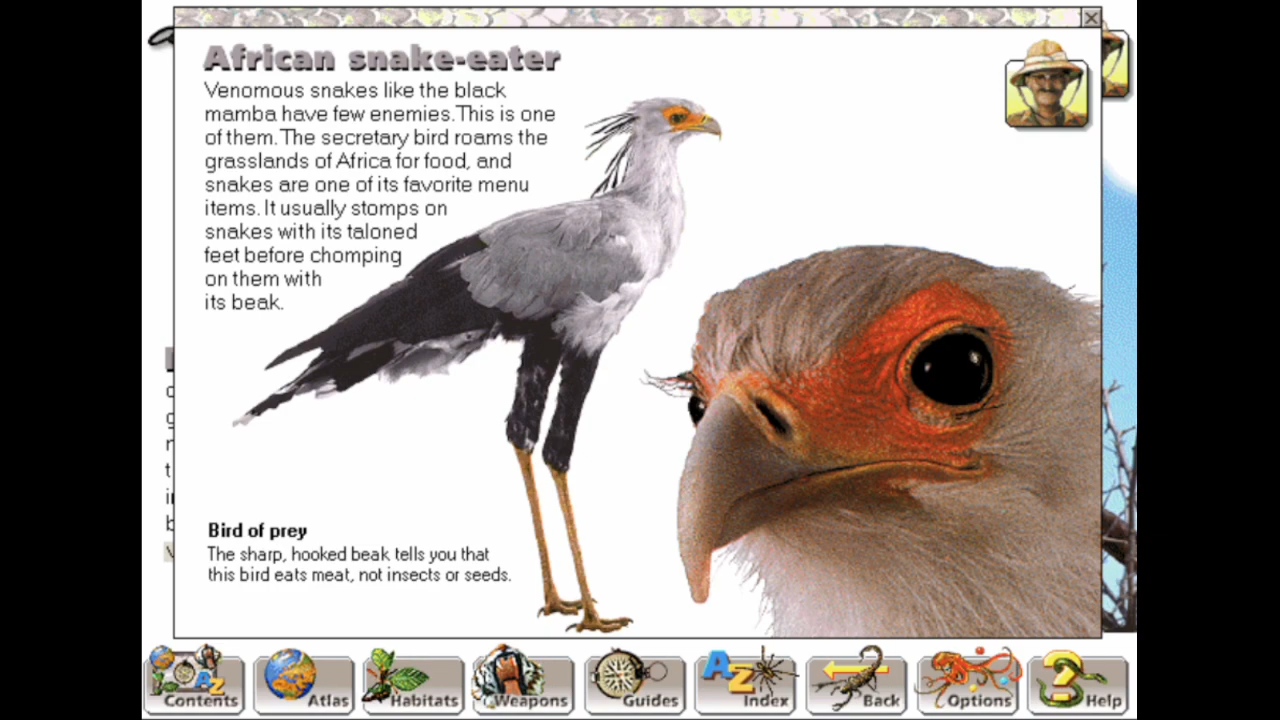 African snake-eater
Venomous snakes like the black
mamba have few enemies. This is one
of them. The secretary bird roams the
grasslands of Africa for food, and
snakes are one of its favorite menu
items. It usually stomps on
snakes with its taloned
feet before chomping
on them with
its beak.
Bird of prey
The sharp, hooked beak tells you that
this bird eats meat, not insects or seeds.
Contents
Atlas
Habitats
Weapons
Guides
AZ Index
Back
Options
? Help